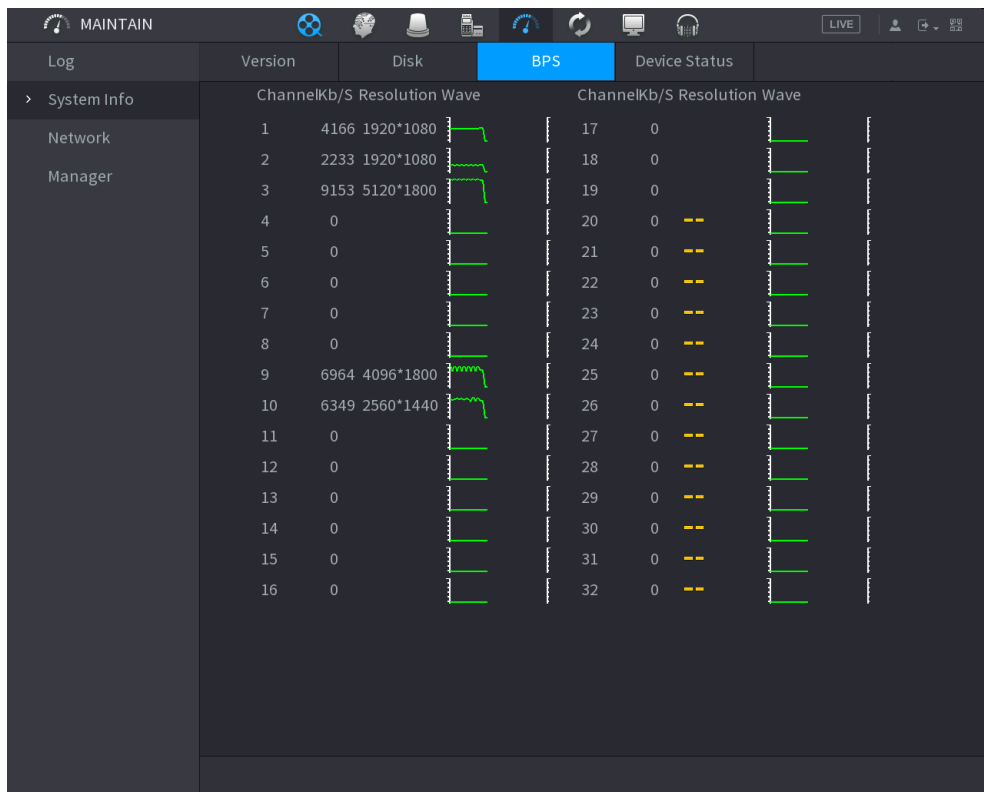 MAINTAIN LIVE
Log
System Info
Network
Manager
Version Disk BPS Device Status
ChannelKb/S Resolution Wave ChannelKb/S Resolution Wave
1 4166 1920*1080 17 0
2 2233 1920*1080 18 0
3 9153 5120*1800 19 0
4 0 20 0 --
5 0 21 0 --
6 0 22 0 --
7 0 23 0 --
8 0 24 0 --
9 6964 4096*1800 25 0 --
10 6349 2560*1440 26 0 --
11 0 27 0 --
12 0 28 0 --
13 0 29 0 --
14 0 30 0 --
15 0 31 0 --
16 0 32 0 --